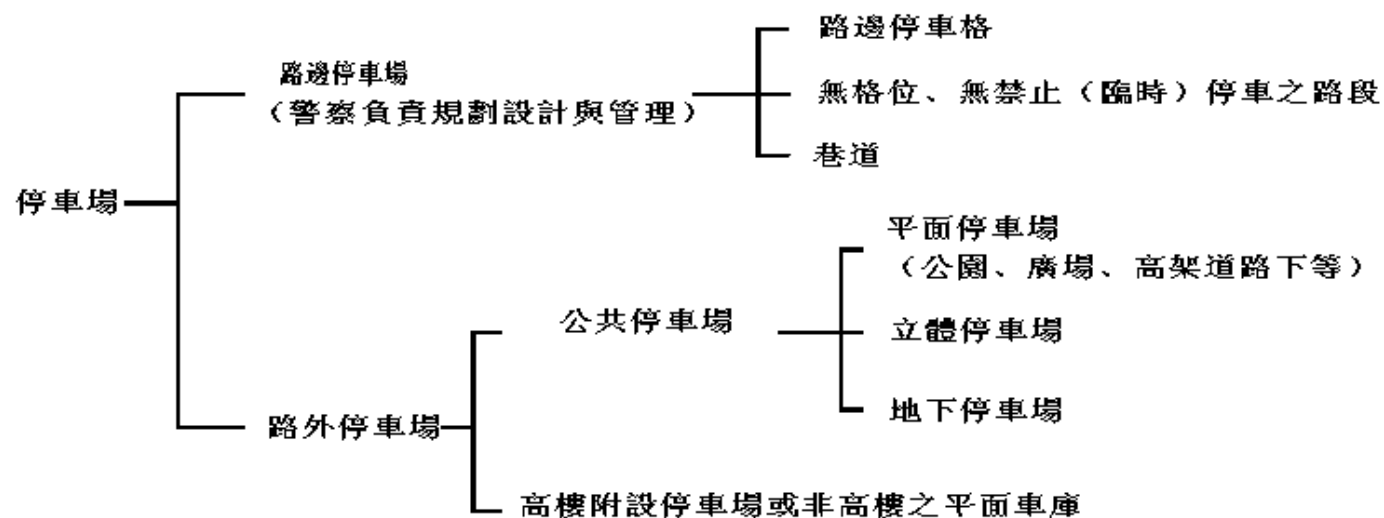 停車場
路邊停車場
（警察負責規劃設計與管理）
路邊停車格
無格位、無禁止（臨時）停車之路段
巷道
路外停車場
公共停車場
平面停車場
（公園、廣場、高架道路下等）
立體停車場
地下停車場
高樓附設停車場或非高樓之平面車庫